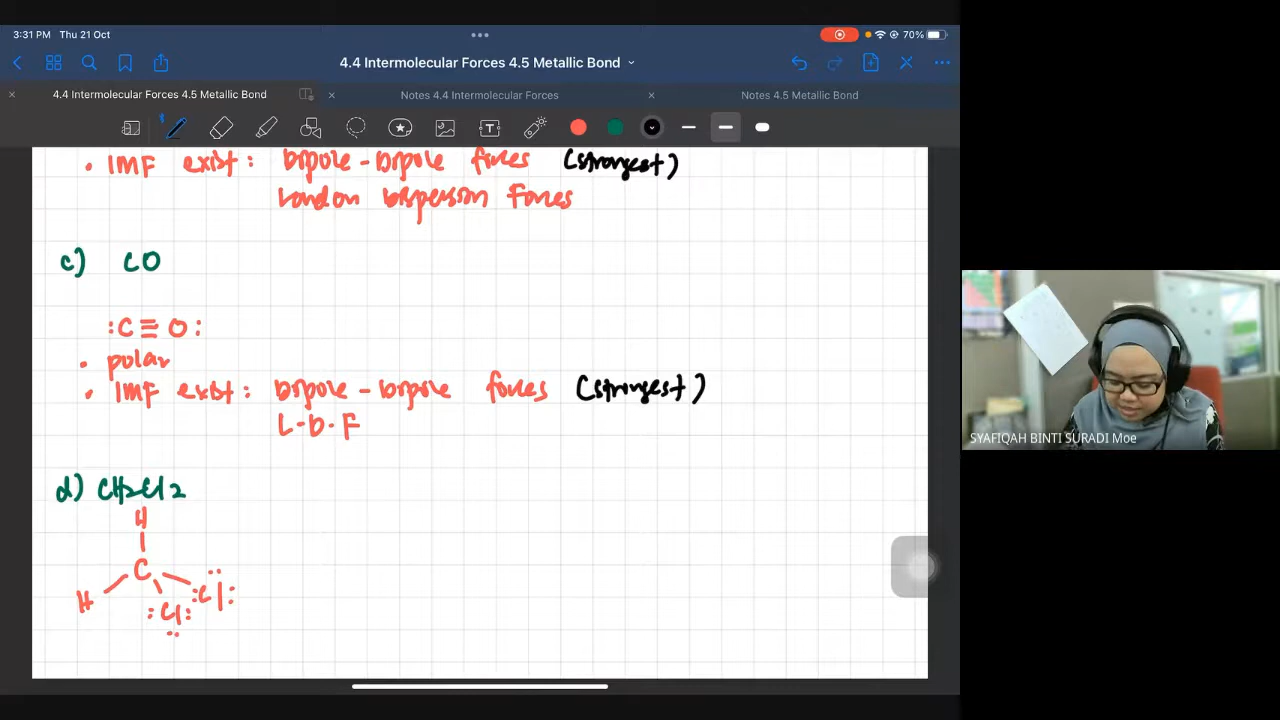 3:31 PM Thu 21 Oct
70%
4.4 Intermolecular Forces 4.5 Metallic Bond
4.4 Intermolecular Forces 4.5 Metallic Bond
Notes 4.4 Intermolecular Forces
Notes 4.5 Metallic Bond
• IMF exist : Dipole - Dipole forces (strongest)
London Dispersion Forces
c) CO
:C≡O:
• polar
• IMF exist : Dipole - Dipole forces (strongest)
L.D.F
d) CH2Cl2
H
C
H :Cl: :Cl:
SYAFIQAH BINTI SURADI Moe